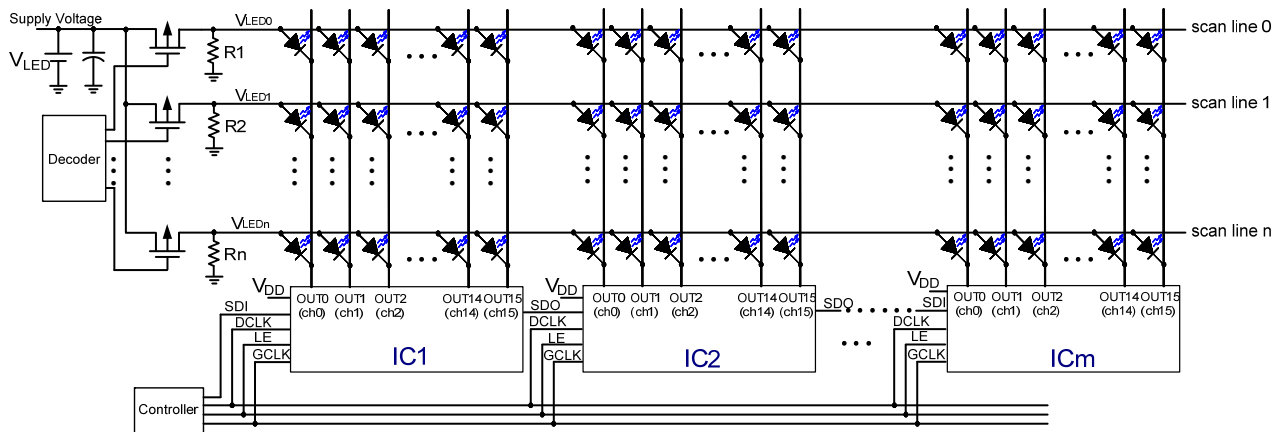 Supply Voltage
VLED
VLED0
scan line 0
R1
VLED1
scan line 1
R2
Decoder
VLEDn
scan line n
Rn
VDD
OUT0 OUT1 OUT2 OUT14 OUT15
(ch0) (ch1) (ch2) (ch14) (ch15)
SDI
DCLK
LE
GCLK
IC1
SDO
VDD
OUT0 OUT1 OUT2 OUT14 OUT15
(ch0) (ch1) (ch2) (ch14) (ch15)
DCLK
LE
GCLK
IC2
SDO
VDD
OUT0 OUT1 OUT2 OUT14 OUT15
(ch0) (ch1) (ch2) (ch14) (ch15)
SDI
DCLK
LE
GCLK
ICm
Controller